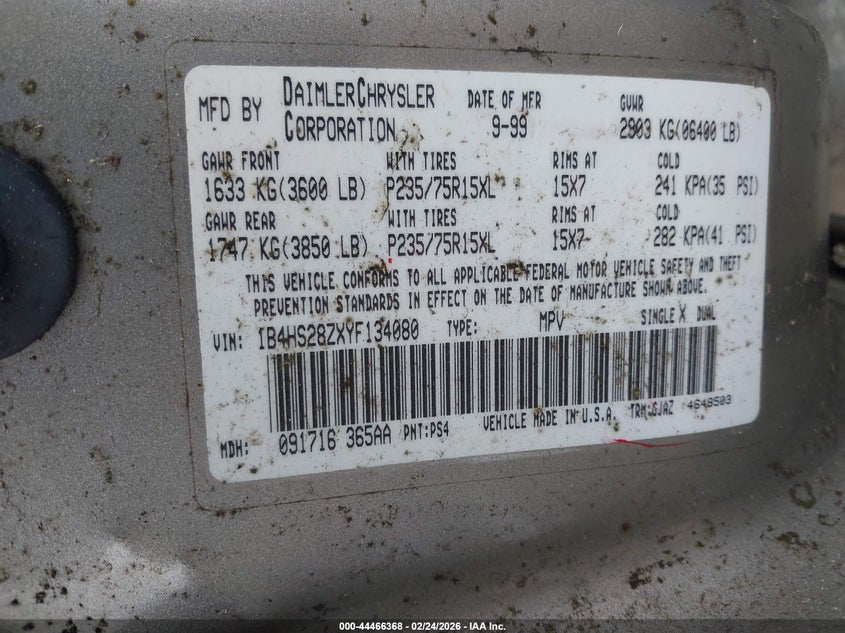 MFD BY DAIMLERCHRYSLER CORPORATION DATE OF MFR 9-99 GVWR 2903 KG(06400 LB)
GAWR FRONT WITH TIRES RIMS AT COLD
1633 KG(3600 LB) P235/75R15XL 15X7 241 KPA(35 PSI)
GAWR REAR WITH TIRES RIMS AT COLD
1747 KG(3850 LB) P235/75R15XL 15X7 282 KPA(41 PSI)
THIS VEHICLE CONFORMS TO ALL APPLICABLE FEDERAL MOTOR VEHICLE SAFETY AND THEFT
PREVENTION STANDARDS IN EFFECT ON THE DATE OF MANUFACTURE SHOWN ABOVE.
VIN: 1B4HS28ZXYF134080 TYPE: MPV SINGLE X DUAL
MDH: 091716 365AA PNT:PS4 VEHICLE MADE IN U.S.A. TRM:GJAZ 4648503
000-44466368 - 02/24/2026 - IAA Inc.